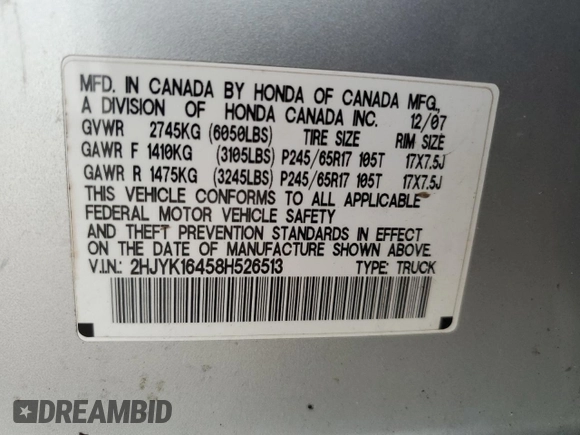 MFD. IN CANADA BY HONDA OF CANADA MFG.,
A DIVISION OF HONDA CANADA INC. 12/07
GVWR 2745KG (6050LBS) TIRE SIZE RIM SIZE
GAWR F 1410KG (3105LBS) P245/65R17 105T 17X7.5J
GAWR R 1475KG (3245LBS) P245/65R17 105T 17X7.5J
THIS VEHICLE CONFORMS TO ALL APPLICABLE
FEDERAL MOTOR VEHICLE SAFETY
AND THEFT PREVENTION STANDARDS IN EFFECT
ON THE DATE OF MANUFACTURE SHOWN ABOVE.
V.I.N.: 2HJYK16458H526513 TYPE: TRUCK
DREAMBID